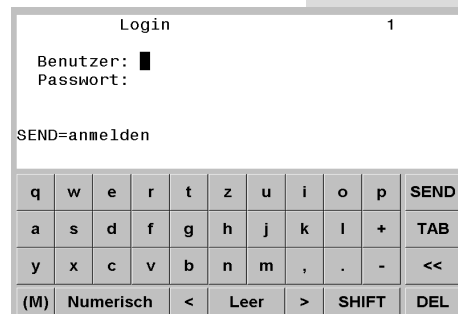 Login 1
Benutzer:
Passwort:
SEND=anmelden
q w e r t z u i o p SEND
a s d f g h j k l + TAB
y x c v b n m , . - <<
(M) Numerisch < Leer > SHIFT DEL